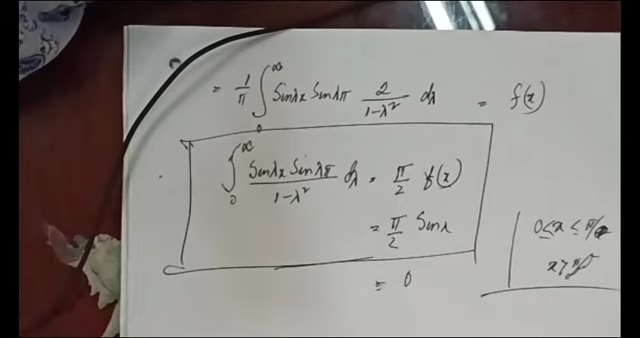 = 1/π ∫₀^∞ Sinλx Sinλπ 2/(1-λ²) dλ = f(x)
∫₀^∞ (Sinλx Sinλπ)/(1-λ²) dλ = π/2 f(x)
= π/2 Sinx 0≤x≤π
= 0 x>π